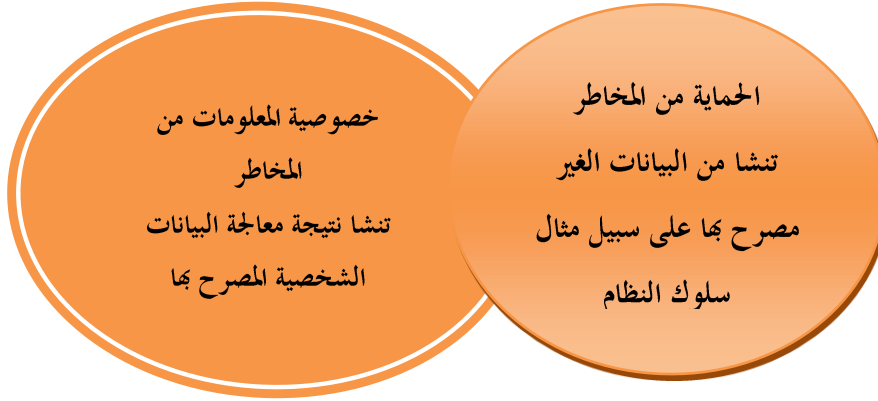 الحماية من المخاطر
تنشا من البيانات الغير
مصرح بها على سبيل مثال
سلوك النظام
خصوصية المعلومات من
المخاطر
تنشا نتيجة معالجة البيانات
الشخصية المصرح بها